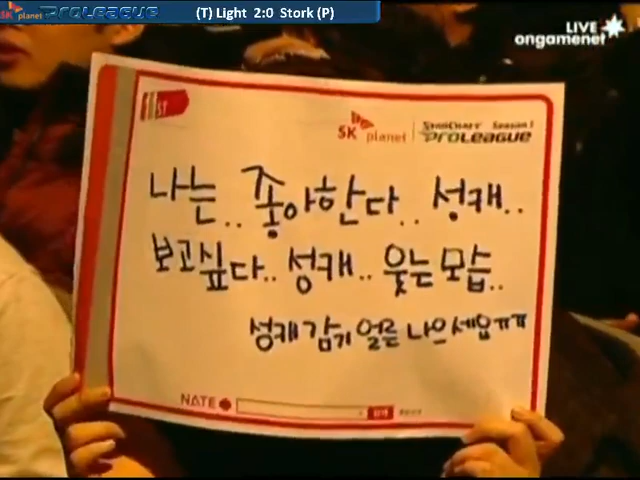 SK planet PROLEAGUE (T) Light 2:0 Stork (P)
LIVE
ongamenet
SK planet STARCRAFT Season 1 PROLEAGUE
나는.. 좋아한다.. 성캐..
보고싶다.. 성캐.. 웃는 모습..
성캐 감기 얼른 나으세요ㅠㅠ
NATE